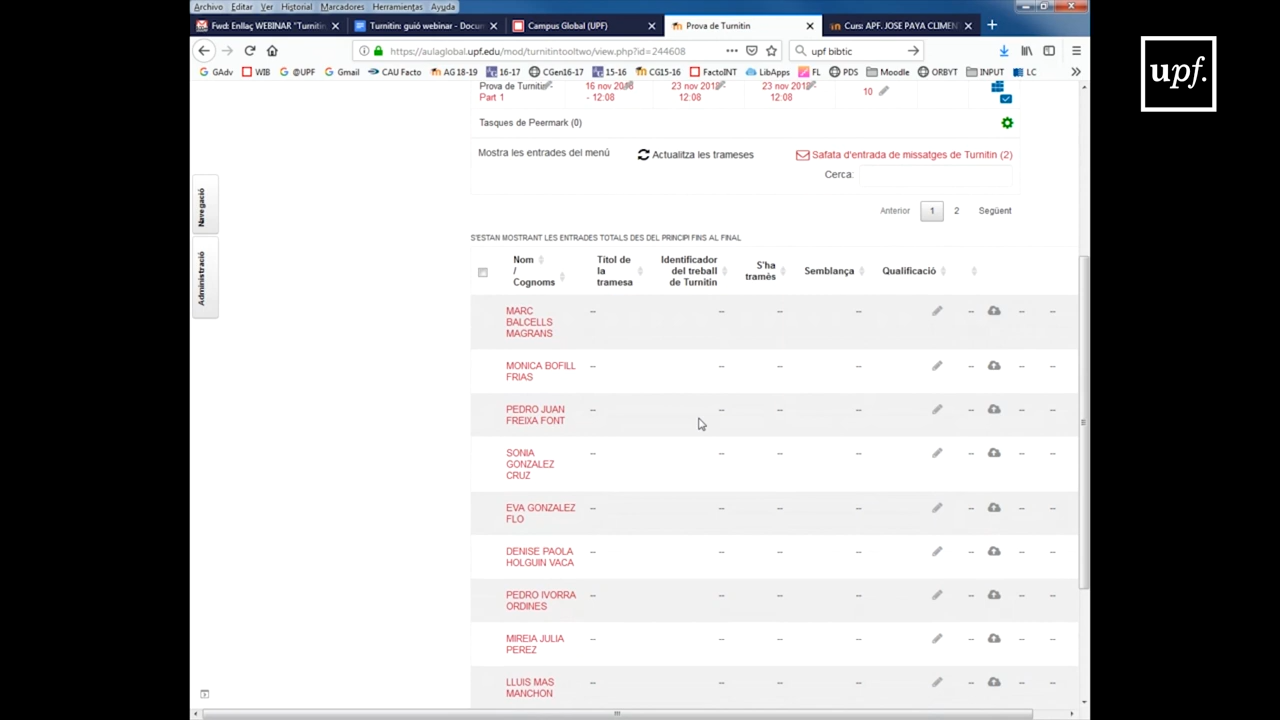 Archivo Editar Ver Historial Marcadores Herramientas Ayuda
Fwd: Enllaç WEBINAR "Turniti Turnitin: guió webinar - Docu Campus Global (UPF) Prova de Turnitin Curs: APF. JOSE PAYA CLIMEN
https://aulaglobal.upf.edu/mod/turnitintooltwo/view.php?id=244608 upf bibtic
GAdv WIB @UPF Gmail CAU Facto AG 18-19 16-17 CGen16-17 15-16 CG15-16 FactoINT LibApps FL PDS Moodle ORBYT INPUT LC
upf.
Prova de Turnitin 16 nov 2018 23 nov 2018 23 nov 2018
Part 1 - 12:08 12:08 - 12:08 10
Tasques de Peermark (0)
Mostra les entrades del menú Actualitza les trameses Safata d'entrada de missatges de Turnitin (2)
Cerca:
Anterior 1 2 Següent
S'ESTAN MOSTRANT LES ENTRADES TOTALS DES DEL PRINCIPI FINS AL FINAL
Nom / Cognoms Títol de la tramesa Identificador del treball de Turnitin S'ha tramès Semblança Qualificació
MARC -- -- -- -- -- -- --
BALCELLS
MAGRANS
MONICA BOFILL -- -- -- -- -- -- --
FRIAS
PEDRO JUAN -- -- -- -- -- -- --
FREIXA FONT
SONIA -- -- -- -- -- -- --
GONZALEZ
CRUZ
EVA GONZALEZ -- -- -- -- -- -- --
FLO
DENISE PAOLA -- -- -- -- -- -- --
HOLGUIN VACA
PEDRO IVORRA -- -- -- -- -- -- --
ORDINES
MIREIA JULIA -- -- -- -- -- -- --
PEREZ
LLUIS MAS -- -- -- -- -- -- --
MANCHON
Navegació
Administració